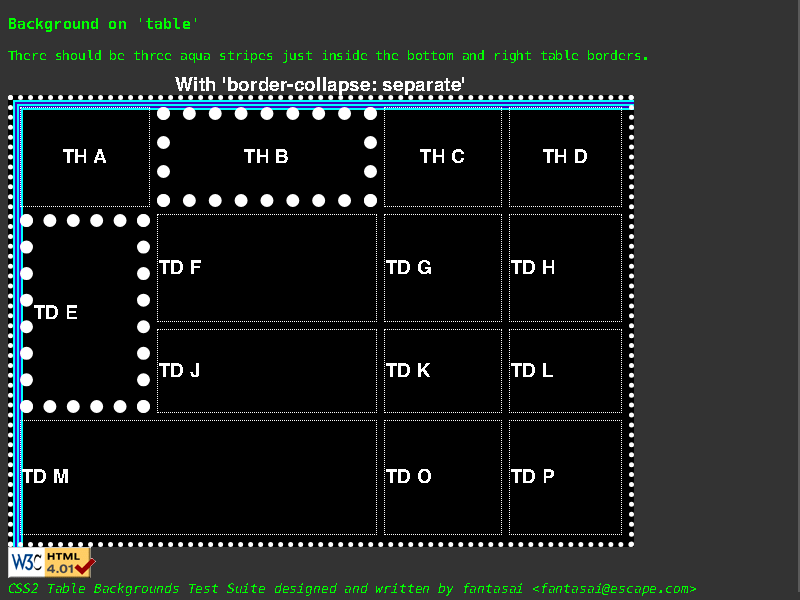 Background on 'table'
There should be three aqua stripes just inside the bottom and right table borders.
With 'border-collapse: separate'
TH A TH B TH C TH D
TD E TD F TD G TD H
TD J TD K TD L
TD M TD O TD P
W3C HTML 4.01
CSS2 Table Backgrounds Test Suite designed and written by fantasai <fantasai@escape.com>